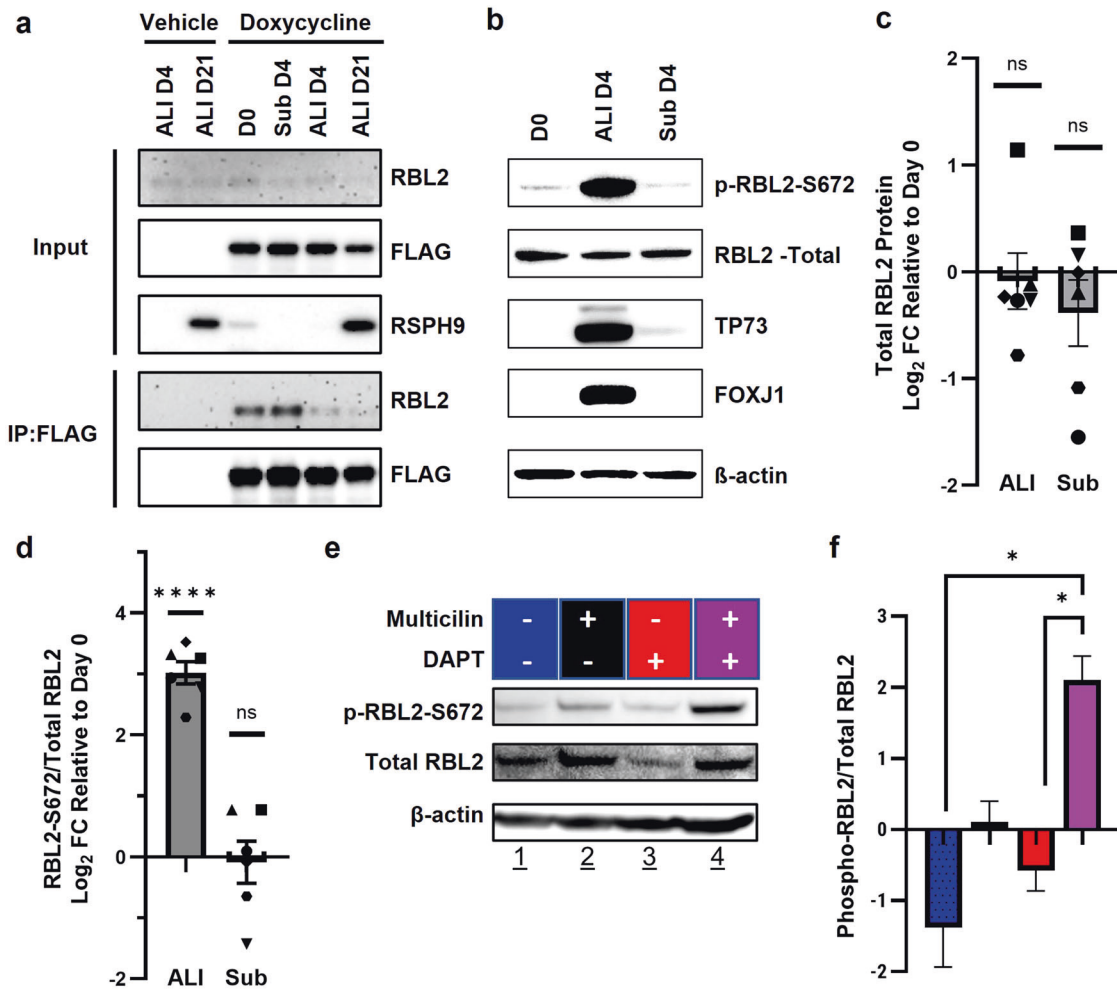 a
Vehicle Doxycycline
ALI D4 ALI D21 D0 Sub D4 ALI D4 ALI D21
Input
RBL2
FLAG
RSPH9
IP:FLAG
RBL2
FLAG
b
D0 ALI D4 Sub D4
p-RBL2-S672
RBL2 -Total
TP73
FOXJ1
ß-actin
c
Total RBL2 Protein
Log2 FC Relative to Day 0
2
1
0
-1
-2
ns
ns
ALI Sub
d
RBL2-S672/Total RBL2
Log2 FC Relative to Day 0
4
2
0
-2
****
ns
ALI Sub
e
Multicilin - + - +
DAPT - - + +
p-RBL2-S672
Total RBL2
β-actin
1 2 3 4
f
Phospho-RBL2/Total RBL2
3
2
1
0
-1
-2
*
*